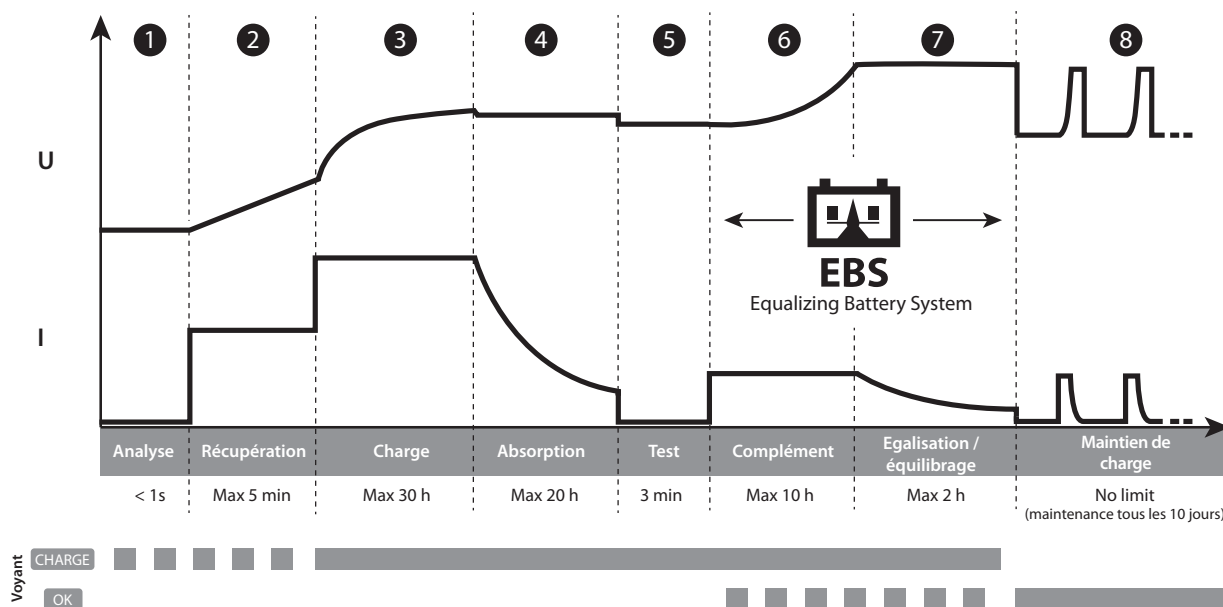 1 2 3 4 5 6 7 8
U
EBS
Equalizing Battery System
I
Analyse
Récupération
Charge
Absorption
Test
Complément
Egalisation /
équilibrage
Maintien de
charge
< 1s
Max 5 min
Max 30 h
Max 20 h
3 min
Max 10 h
Max 2 h
No limit
(maintenance tous les 10 jours)
Voyant
CHARGE
OK